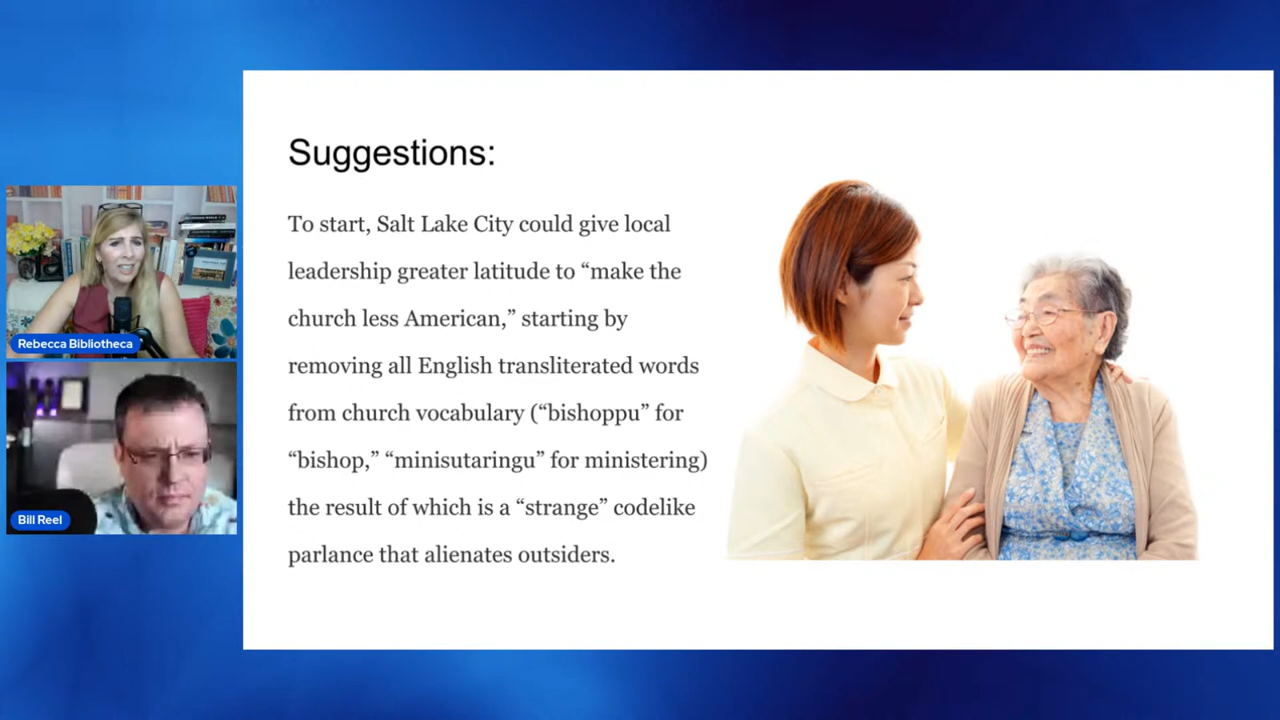 Suggestions:
To start, Salt Lake City could give local
leadership greater latitude to “make the
church less American,” starting by
removing all English transliterated words
from church vocabulary (“bishoppu” for
“bishop,” “minisutaringu” for ministering)
the result of which is a “strange” codelike
parlance that alienates outsiders.
Rebecca Bibliotheca
Bill Reel